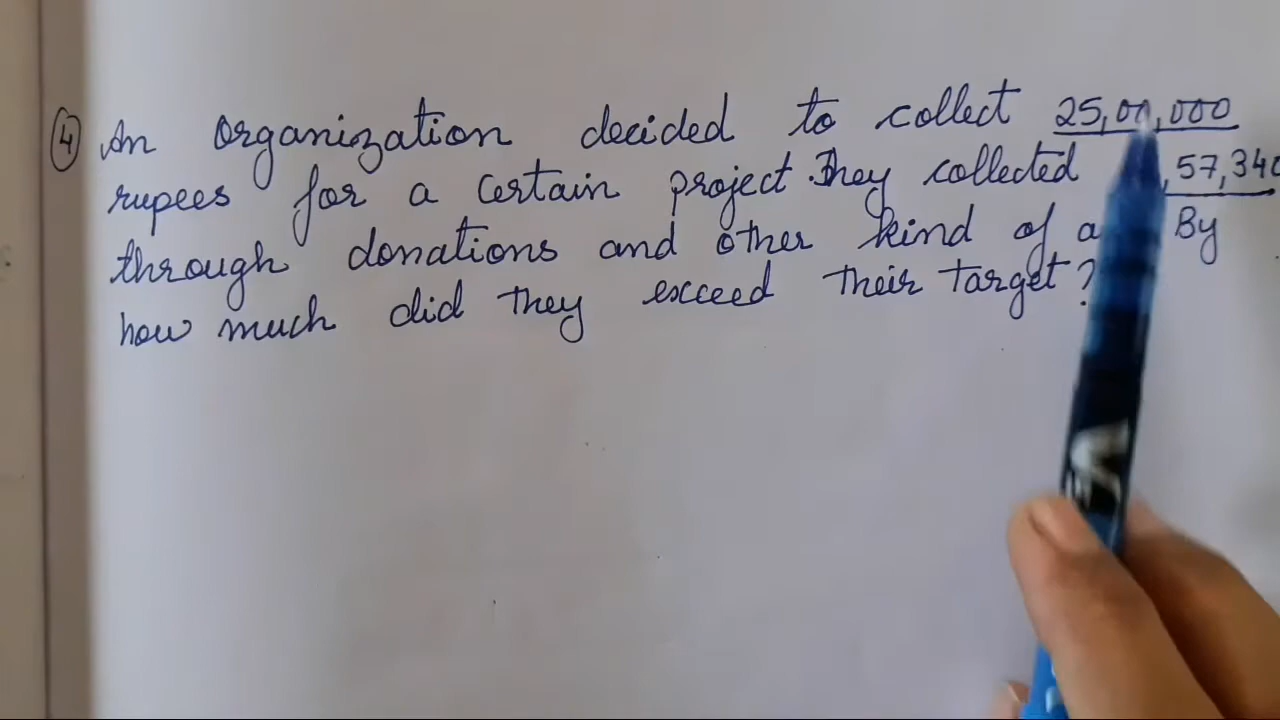 4 An organization decided to collect 25,00,000
rupees for a certain project. They collected ,57,340
through donations and other kind of a By
how much did they exceed their target?